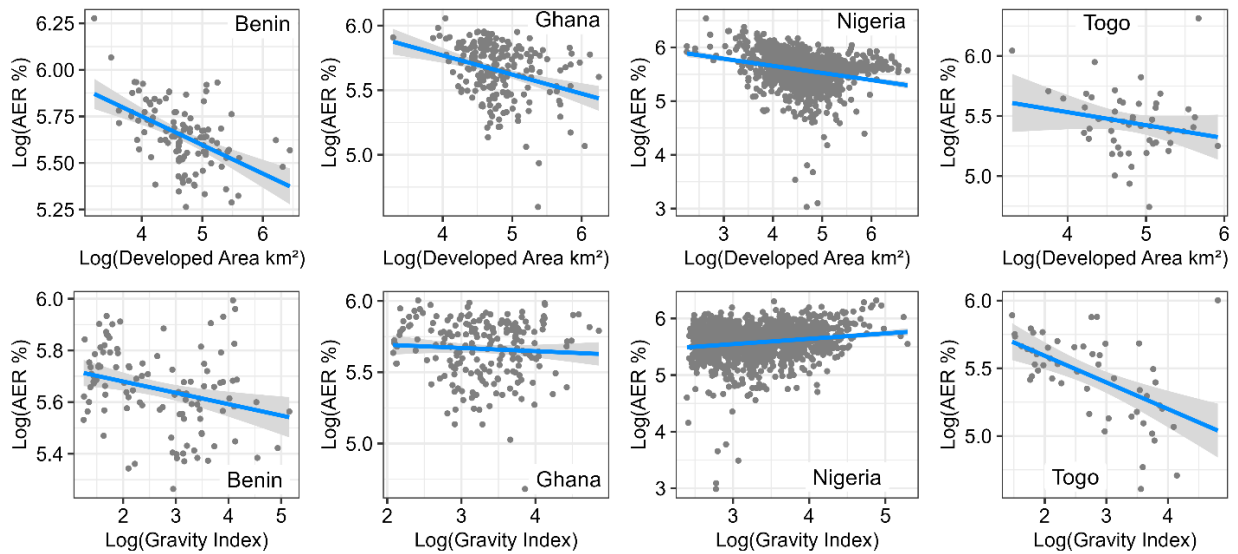 Benin
Log(AER %)
6.25
6.00
5.75
5.50
5.25
4 5 6
Log(Developed Area km²)
Ghana
Log(AER %)
6.0
5.5
5.0
4 5 6
Log(Developed Area km²)
Nigeria
Log(AER %)
6
5
4
3
3 4 5 6
Log(Developed Area km²)
Togo
Log(AER %)
6.0
5.5
5.0
4 5 6
Log(Developed Area km²)
Log(AER %)
6.0
5.8
5.6
5.4
Benin
2 3 4 5
Log(Gravity Index)
Log(AER %)
6.0
5.5
5.0
Ghana
2 3 4
Log(Gravity Index)
Log(AER %)
6
5
4
3
Nigeria
3 4 5
Log(Gravity Index)
Log(AER %)
6.0
5.5
5.0
Togo
2 3 4
Log(Gravity Index)